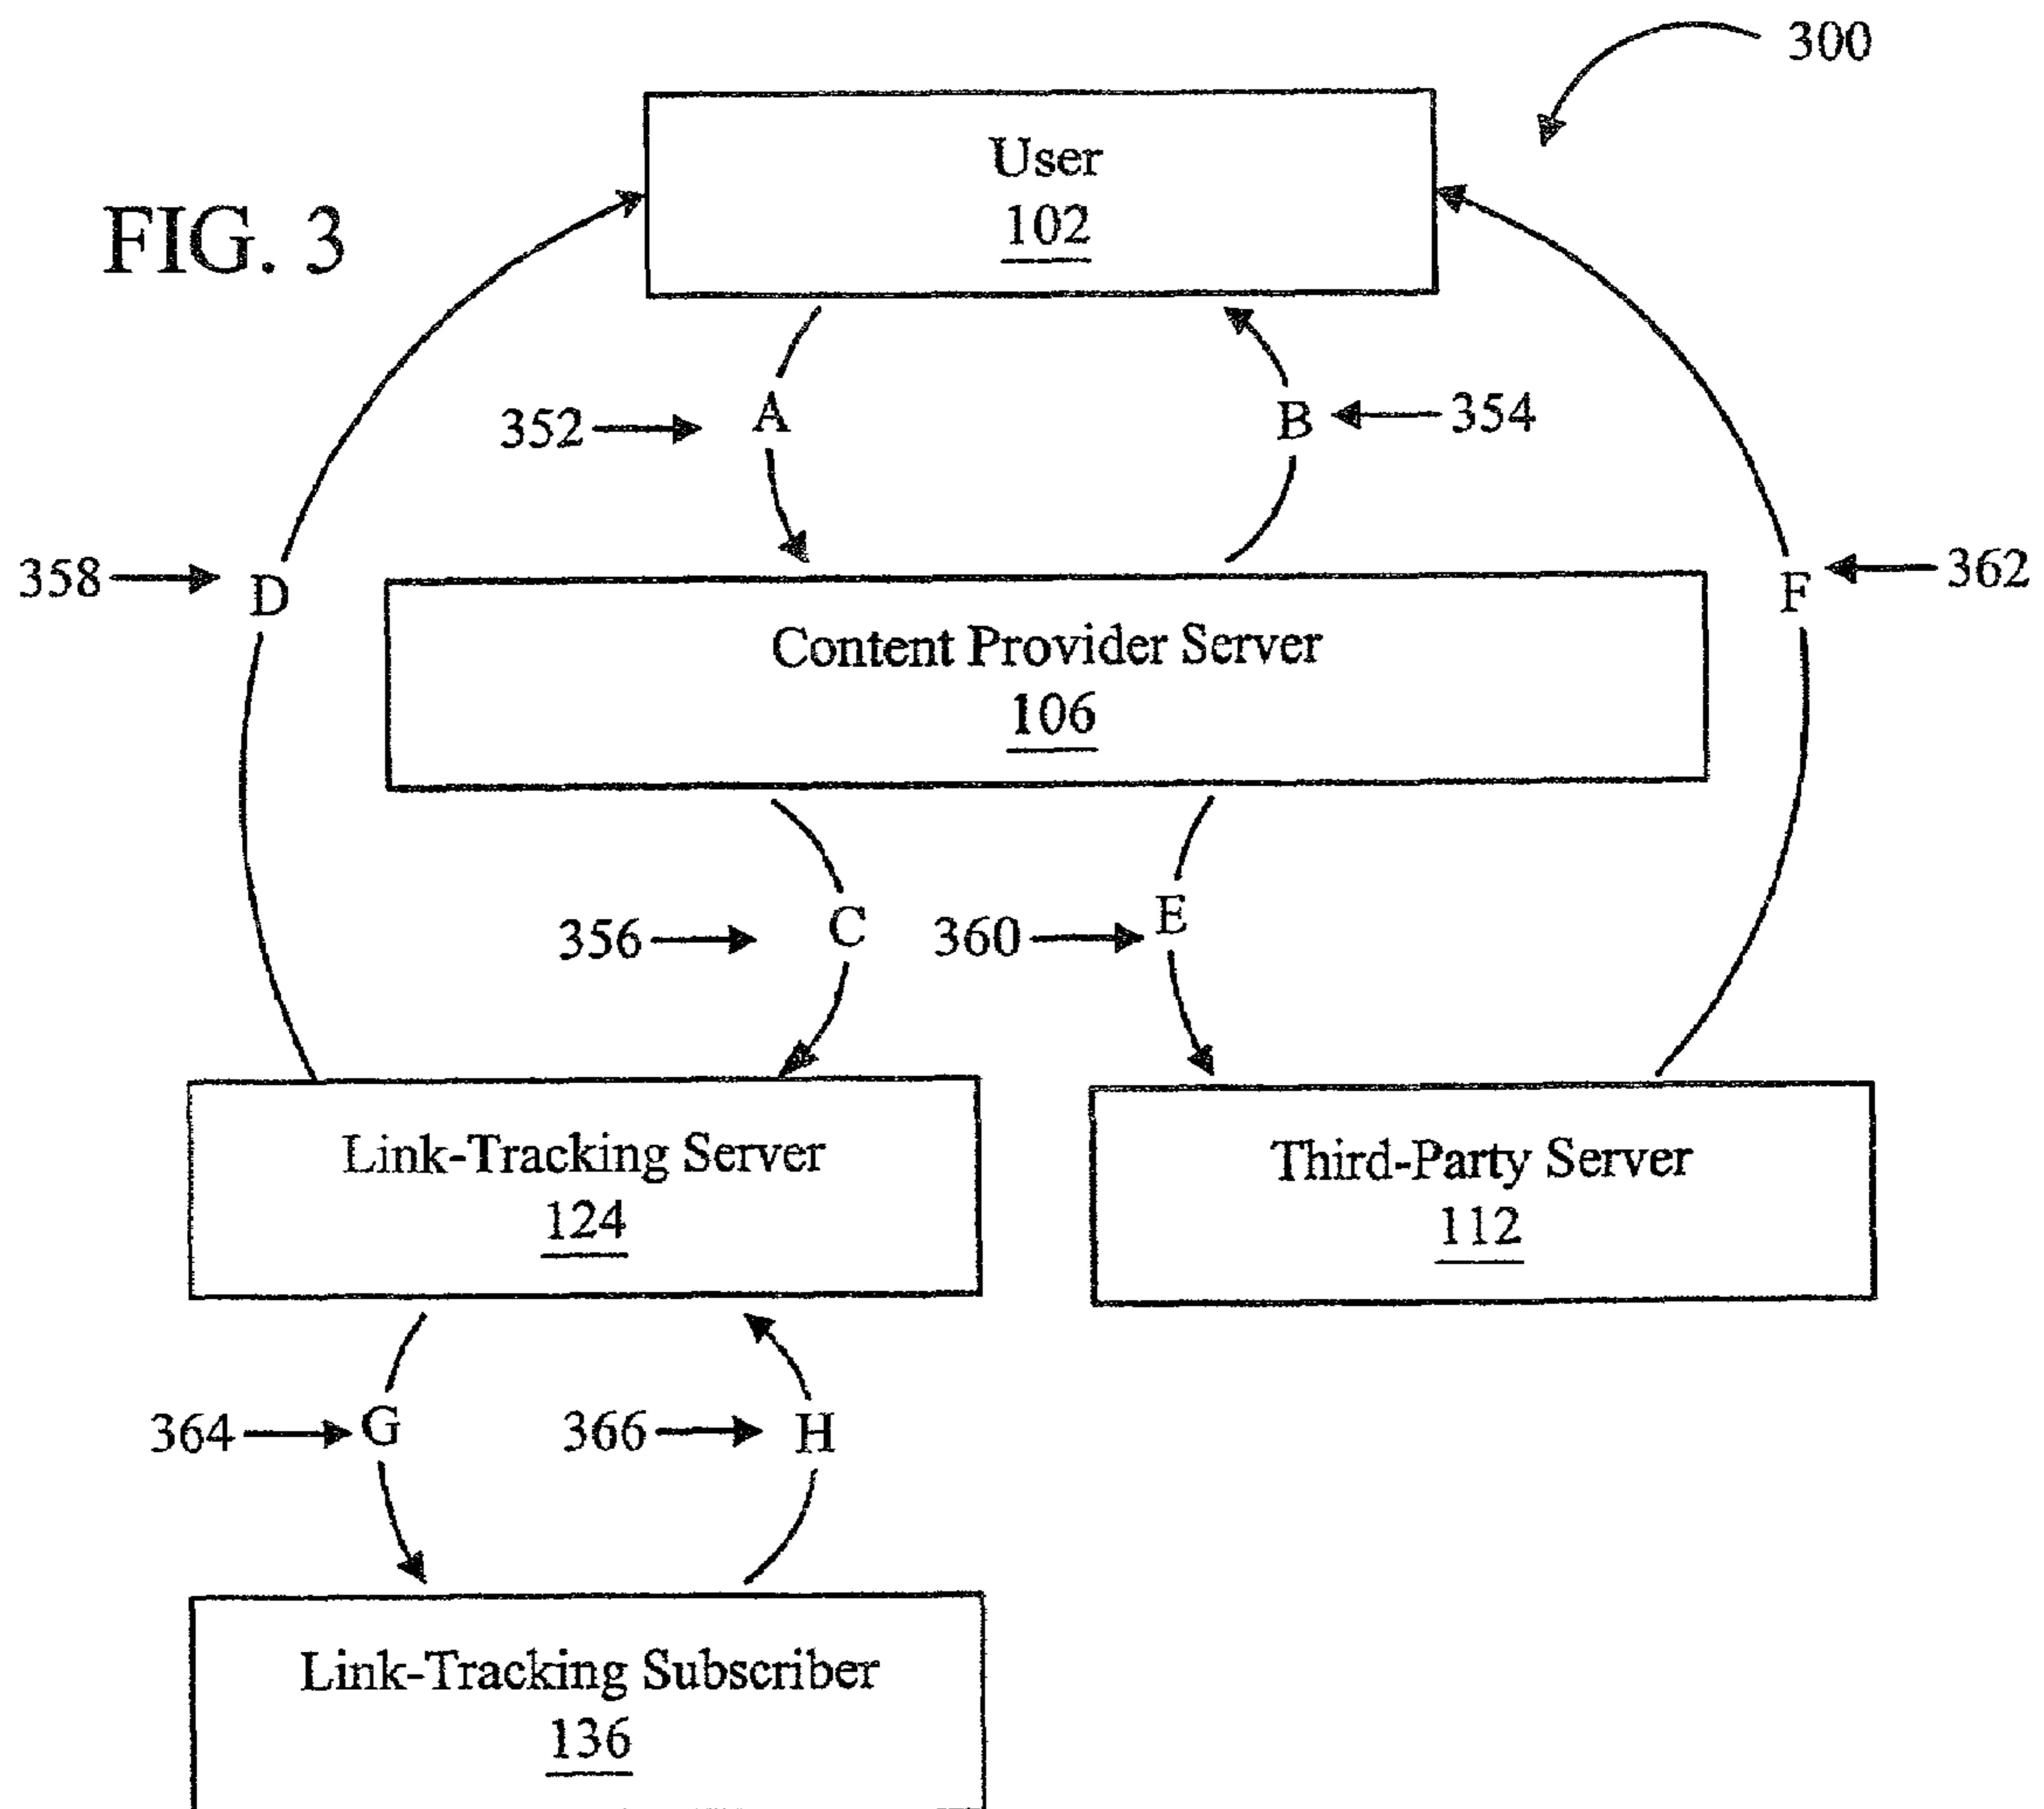 300
FIG. 3
User
102
352
A
B
354
358
D
F
362
Content Provider Server
106
356
C
360
E
Link-Tracking Server
124
Third-Party Server
112
364
G
366
H
Link-Tracking Subscriber
136